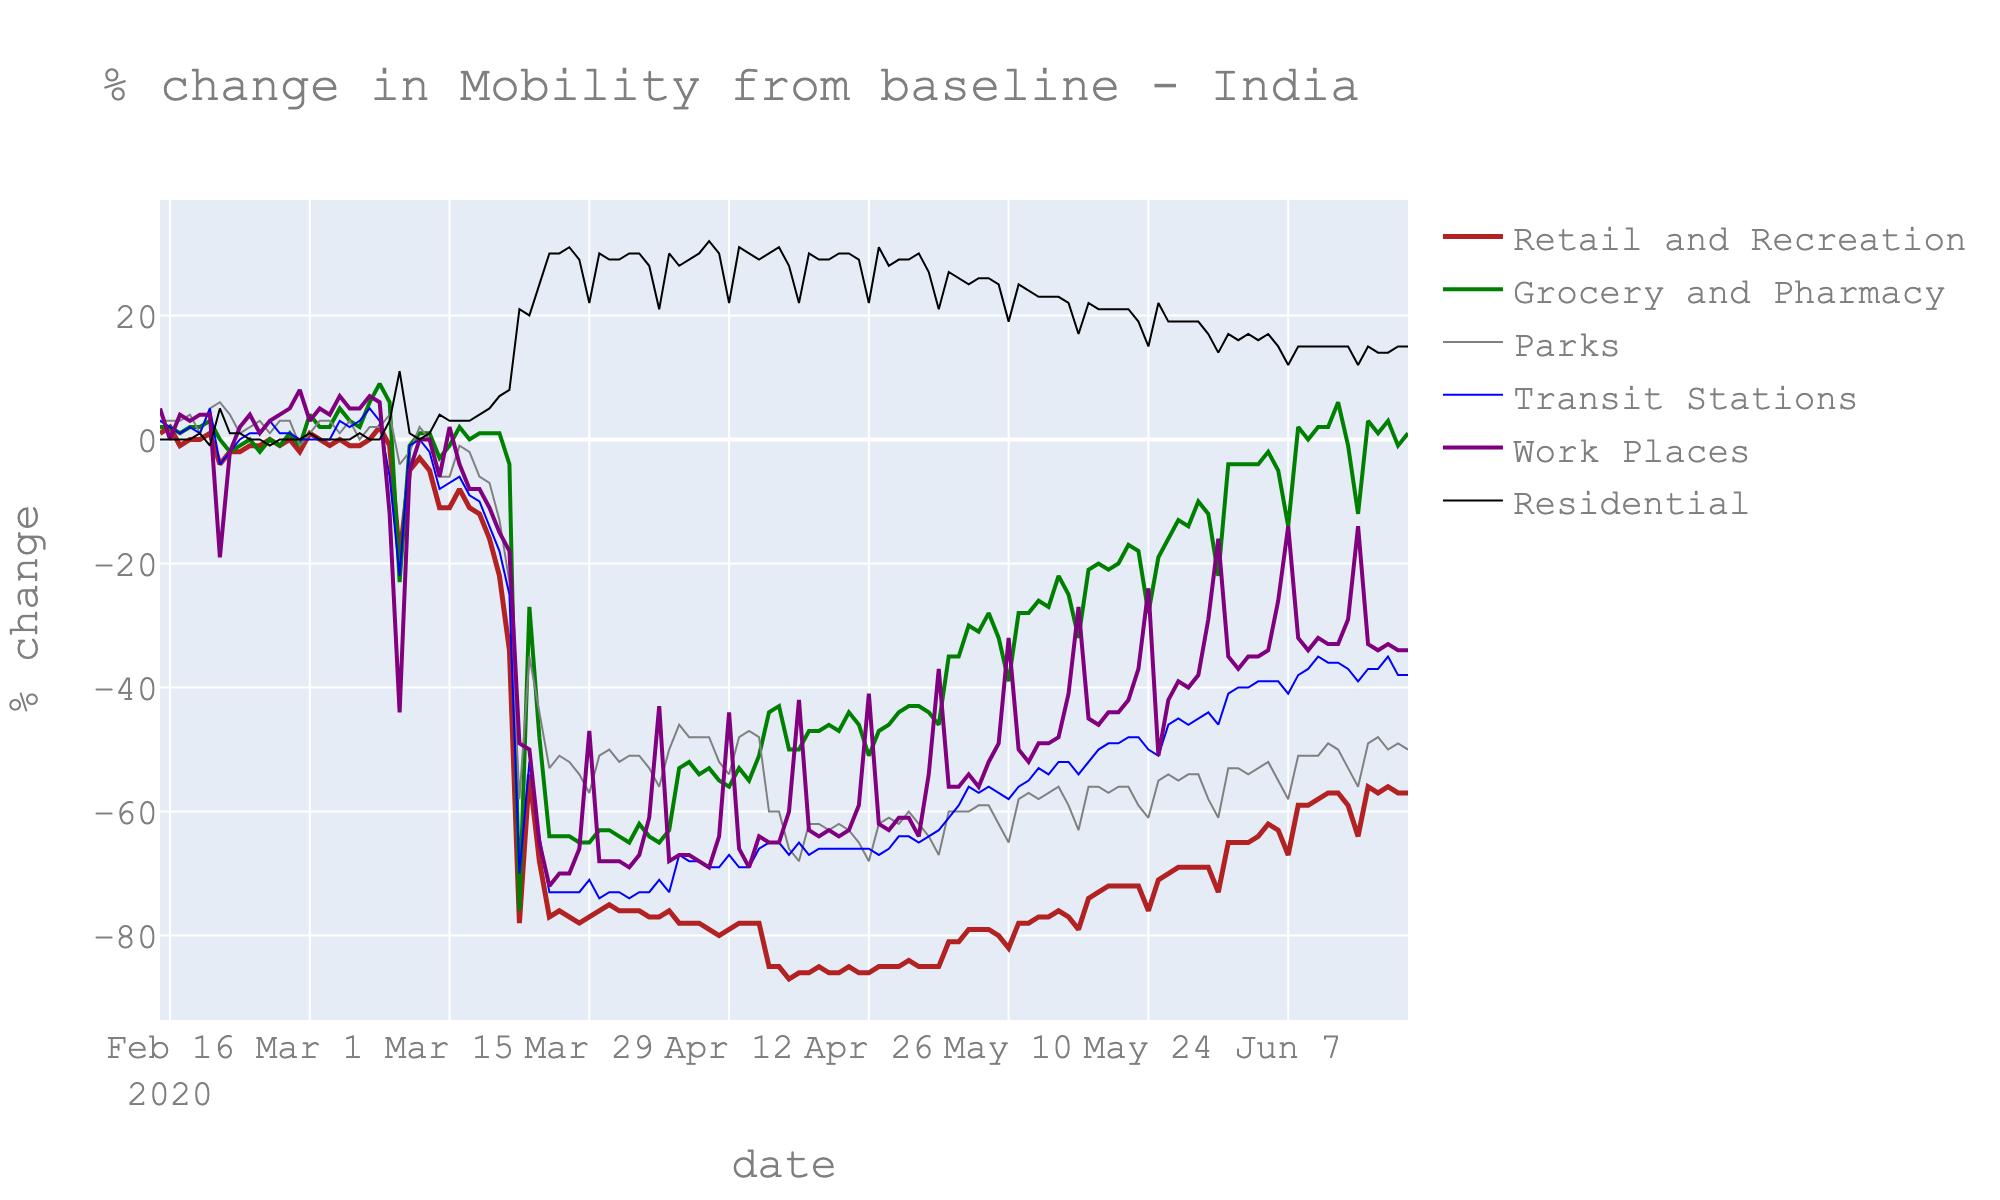 % change in Mobility from baseline - India
Retail and Recreation
Grocery and Pharmacy
Parks
Transit Stations
Work Places
Residential
% change
20
0
−20
−40
−60
−80
Feb 16 Mar 1 Mar 15 Mar 29 Apr 12 Apr 26 May 10 May 24 Jun 7
2020
date